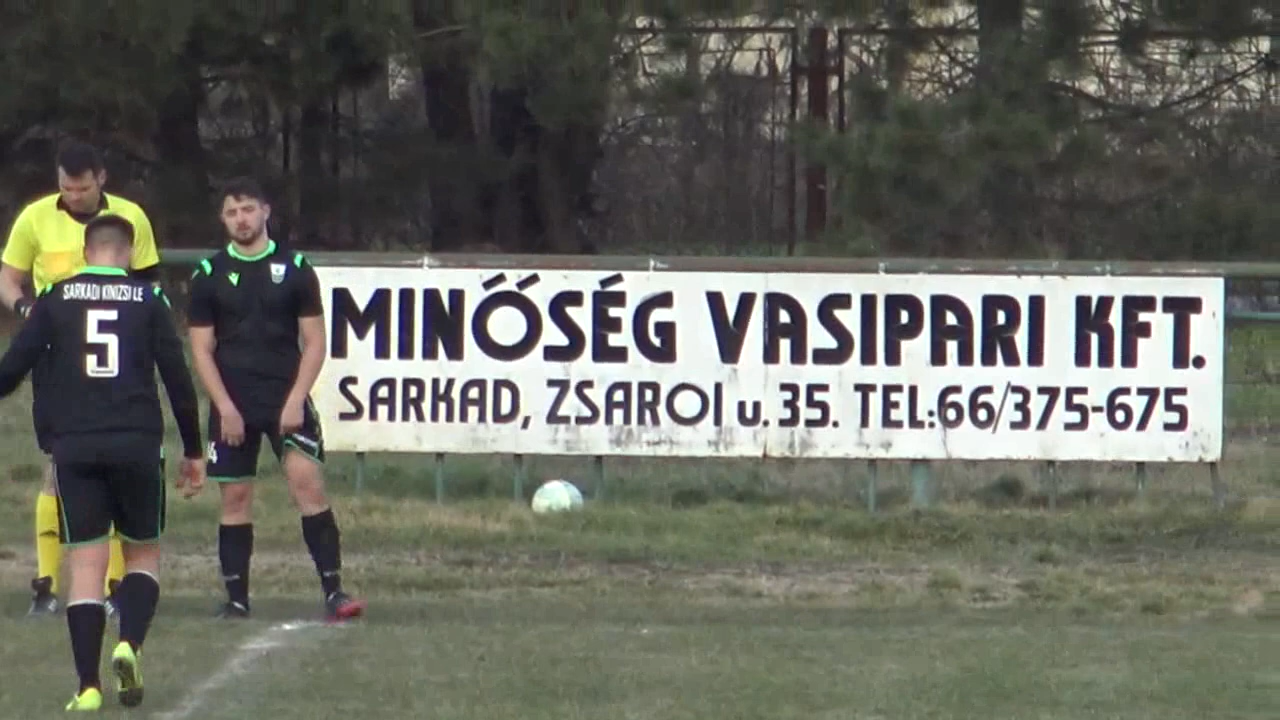 MINŐSÉG VASIPARI KFT.
SARKAD, ZSAROI u. 35. TEL:66/375-675
SARKADI KINIZSI LE
5